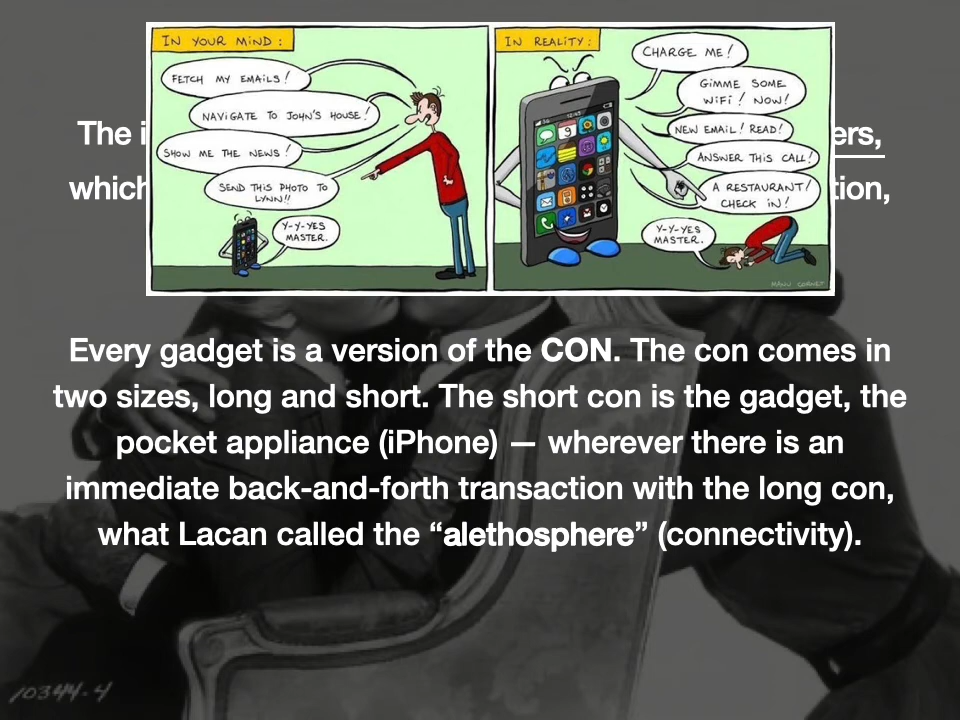 IN YOUR MIND :
FETCH MY EMAILS!
NAVIGATE TO JOHN'S HOUSE!
SHOW ME THE NEWS!
SEND THIS PHOTO TO
LYNN!!
Y-Y-YES
MASTER.
IN REALITY :
CHARGE ME!
GIMME SOME
WIFI! NOW!
NEW EMAIL! READ!
ANSWER THIS CALL!
A RESTAURANT!
CHECK IN!
Y-Y-YES
MASTER.
MANU CORNET
The
which
Every gadget is a version of the CON. The con comes in
two sizes, long and short. The short con is the gadget, the
pocket appliance (iPhone) — wherever there is an
immediate back-and-forth transaction with the long con,
what Lacan called the “alethosphere” (connectivity).
10344-4